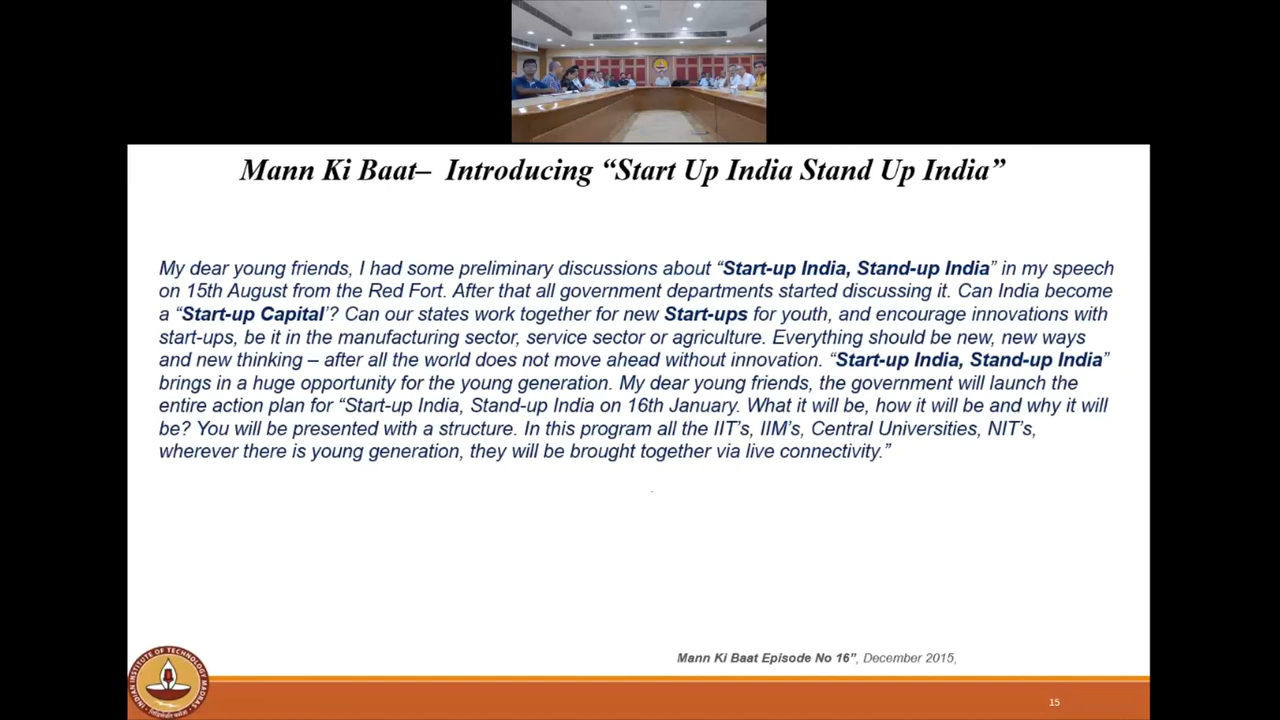 Mann Ki Baat– Introducing “Start Up India Stand Up India”
My dear young friends, I had some preliminary discussions about “Start-up India, Stand-up India” in my speech
on 15th August from the Red Fort. After that all government departments started discussing it. Can India become
a “Start-up Capital’? Can our states work together for new Start-ups for youth, and encourage innovations with
start-ups, be it in the manufacturing sector, service sector or agriculture. Everything should be new, new ways
and new thinking – after all the world does not move ahead without innovation. “Start-up India, Stand-up India”
brings in a huge opportunity for the young generation. My dear young friends, the government will launch the
entire action plan for “Start-up India, Stand-up India on 16th January. What it will be, how it will be and why it will
be? You will be presented with a structure. In this program all the IIT’s, IIM’s, Central Universities, NIT’s,
wherever there is young generation, they will be brought together via live connectivity.”
.
Mann Ki Baat Episode No 16”, December 2015,
INDIAN INSTITUTE OF TECHNOLOGY MADRAS
15